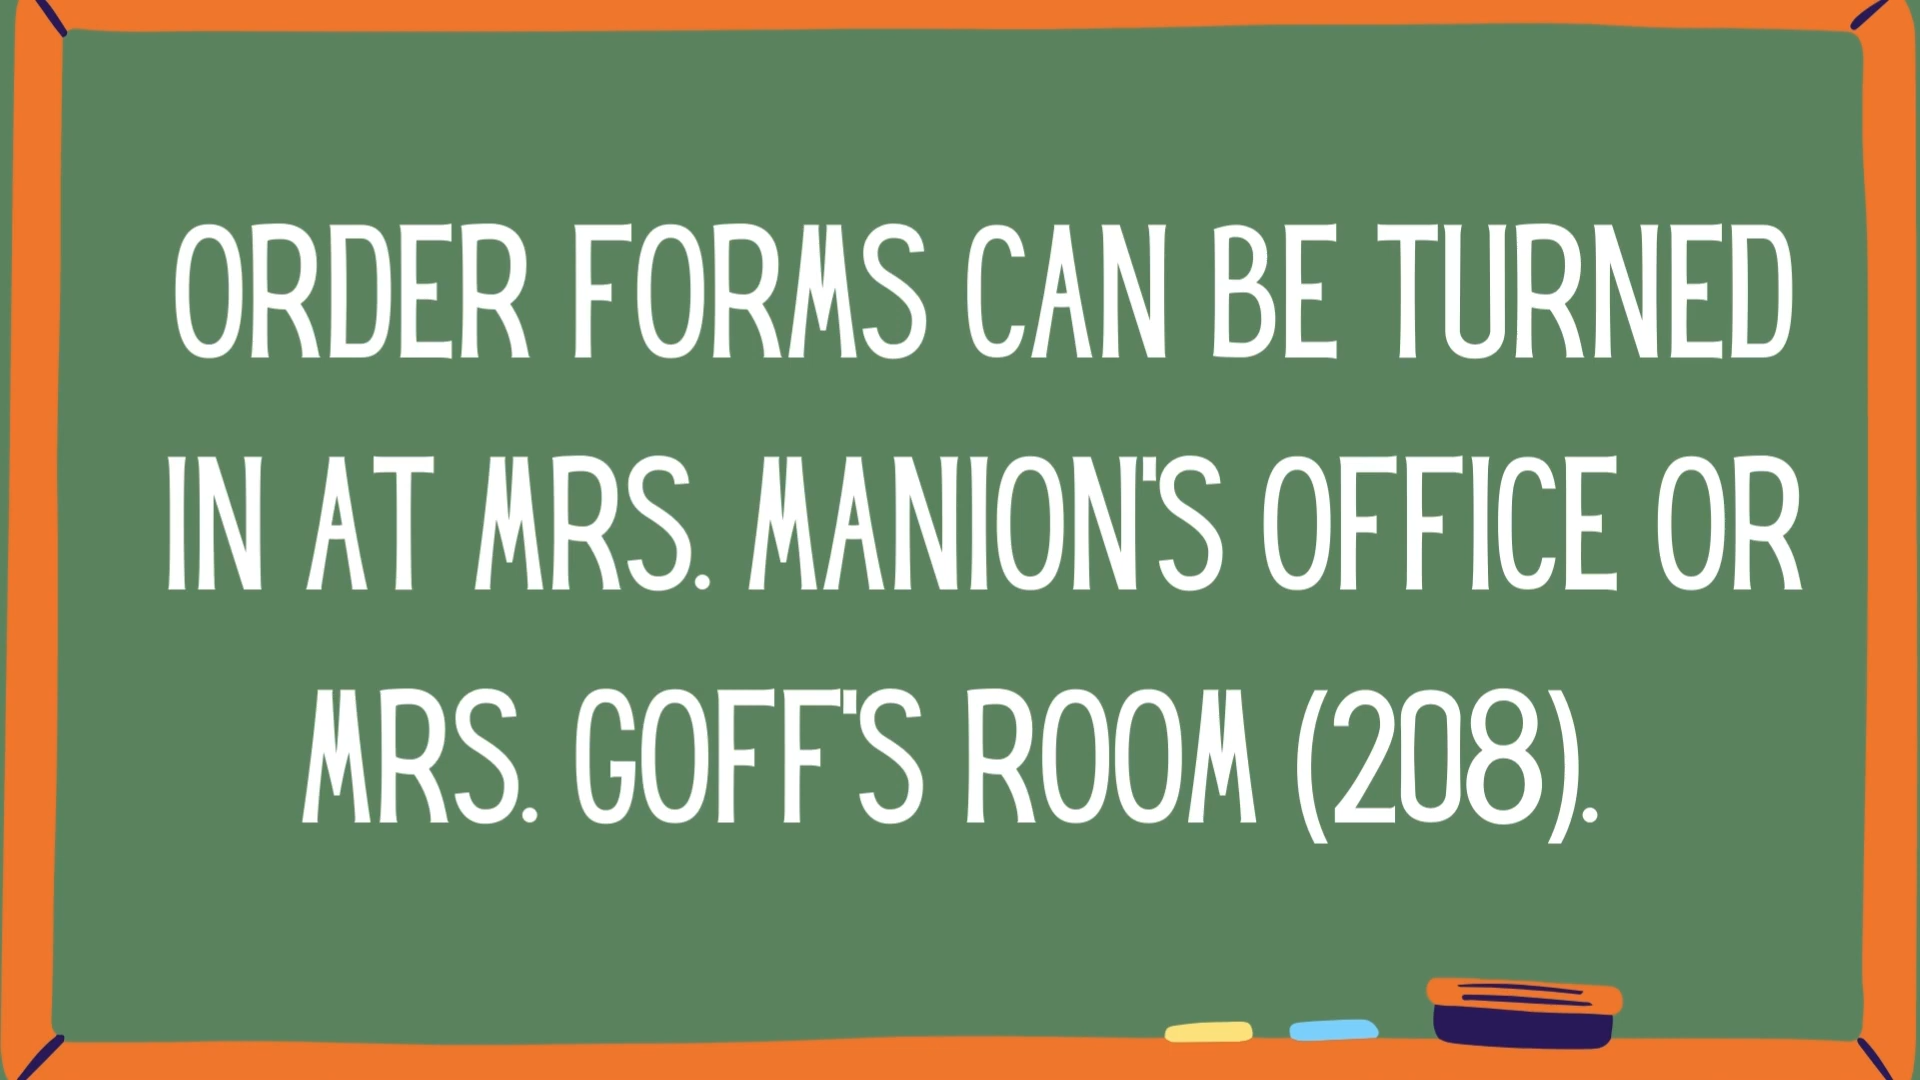 ORDER FORMS CAN BE TURNED
IN AT MRS. MANION'S OFFICE OR
MRS. GOFF'S ROOM (208).